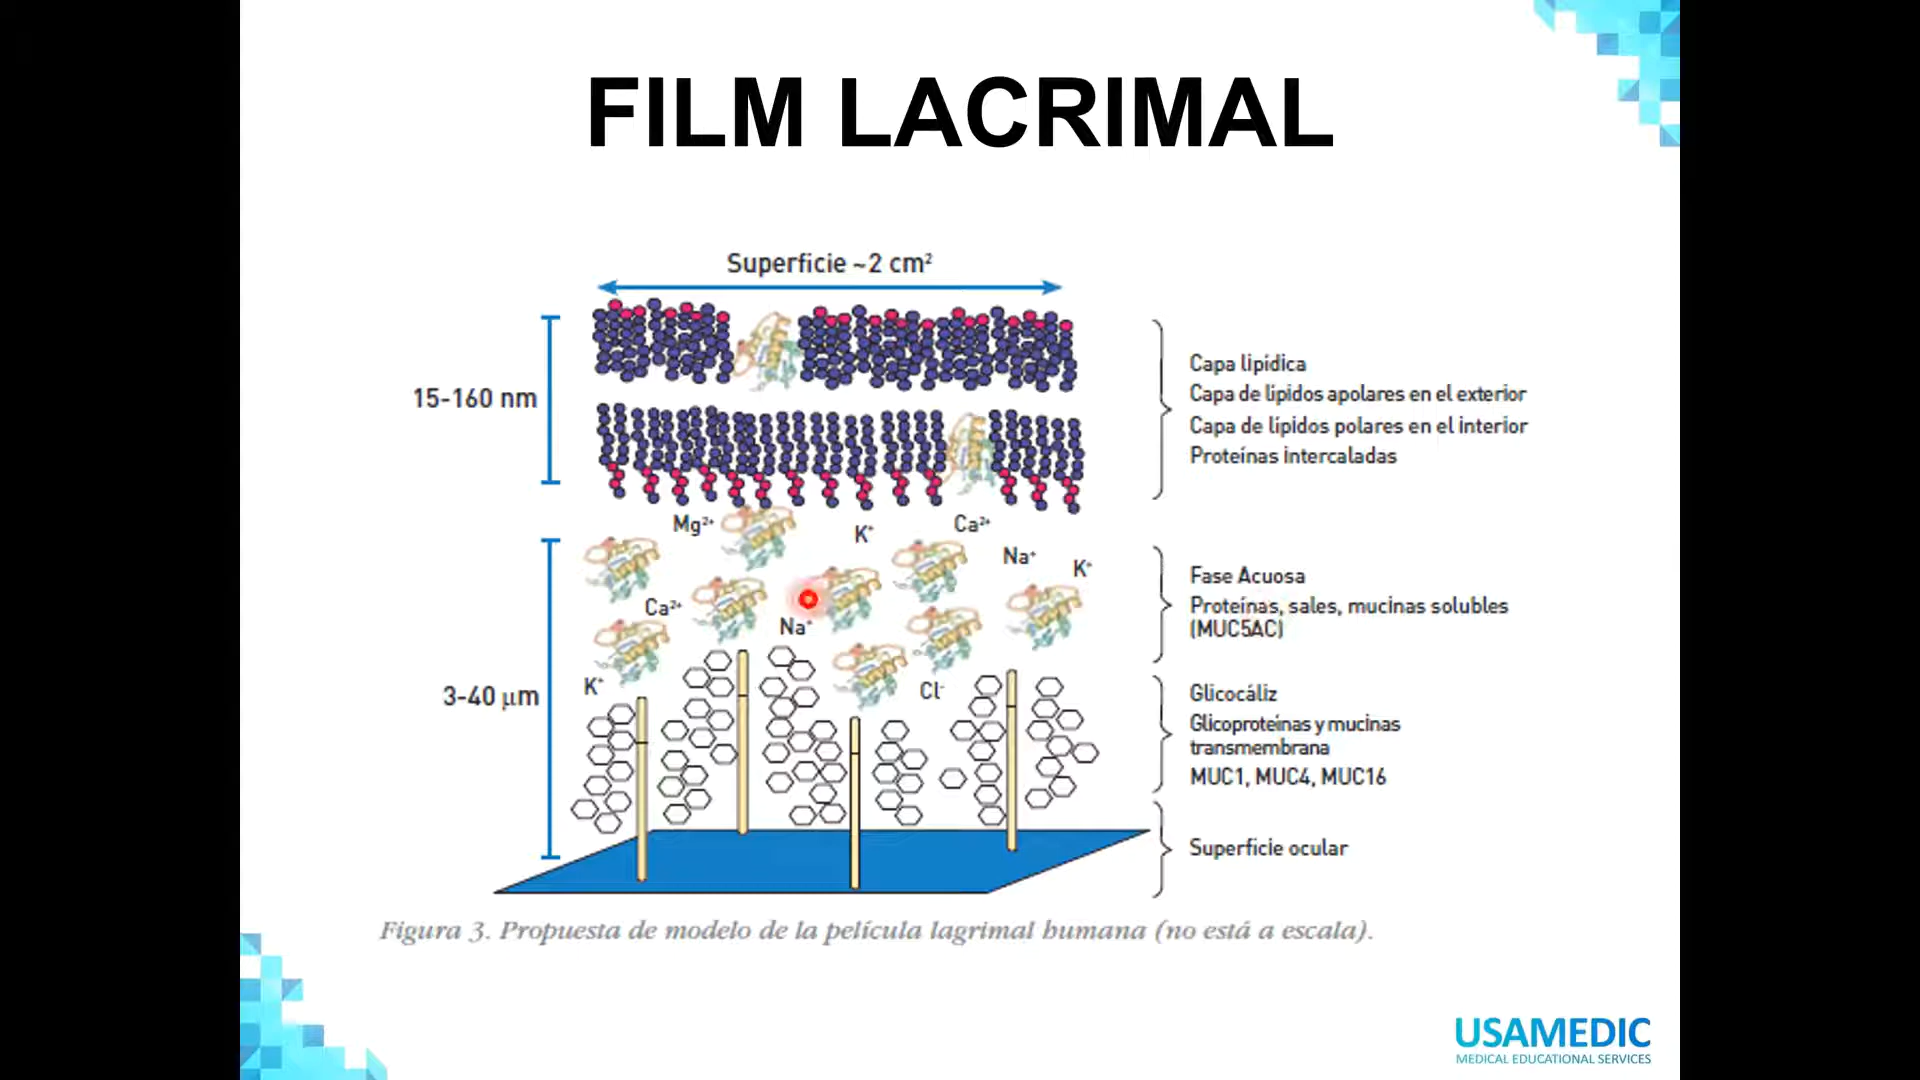 FILM LACRIMAL
Superficie ~2 cm²
15-160 nm
Capa lipídica
Capa de lípidos apolares en el exterior
Capa de lípidos polares en el interior
Proteínas intercaladas
Mg²⁺
K⁺
Ca²⁺
Na⁺
K⁺
Ca²⁺
Na⁺
K⁺
Cl⁻
3-40 µm
Fase Acuosa
Proteínas, sales, mucinas solubles
(MUC5AC)
Glicocáliz
Glicoproteínas y mucinas
transmembrana
MUC1, MUC4, MUC16
Superficie ocular
Figura 3. Propuesta de modelo de la película lagrimal humana (no está a escala).
USAMEDIC
MEDICAL EDUCATIONAL SERVICES